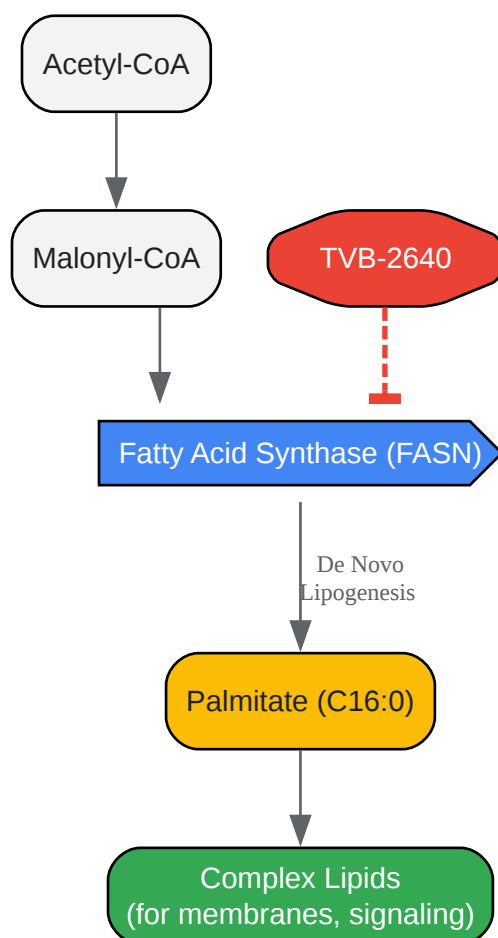 Acetyl-CoA
Malonyl-CoA
TVB-2640
Fatty Acid Synthase (FASN)
De Novo
Lipogenesis
Palmitate (C16:0)
Complex Lipids
(for membranes, signaling)